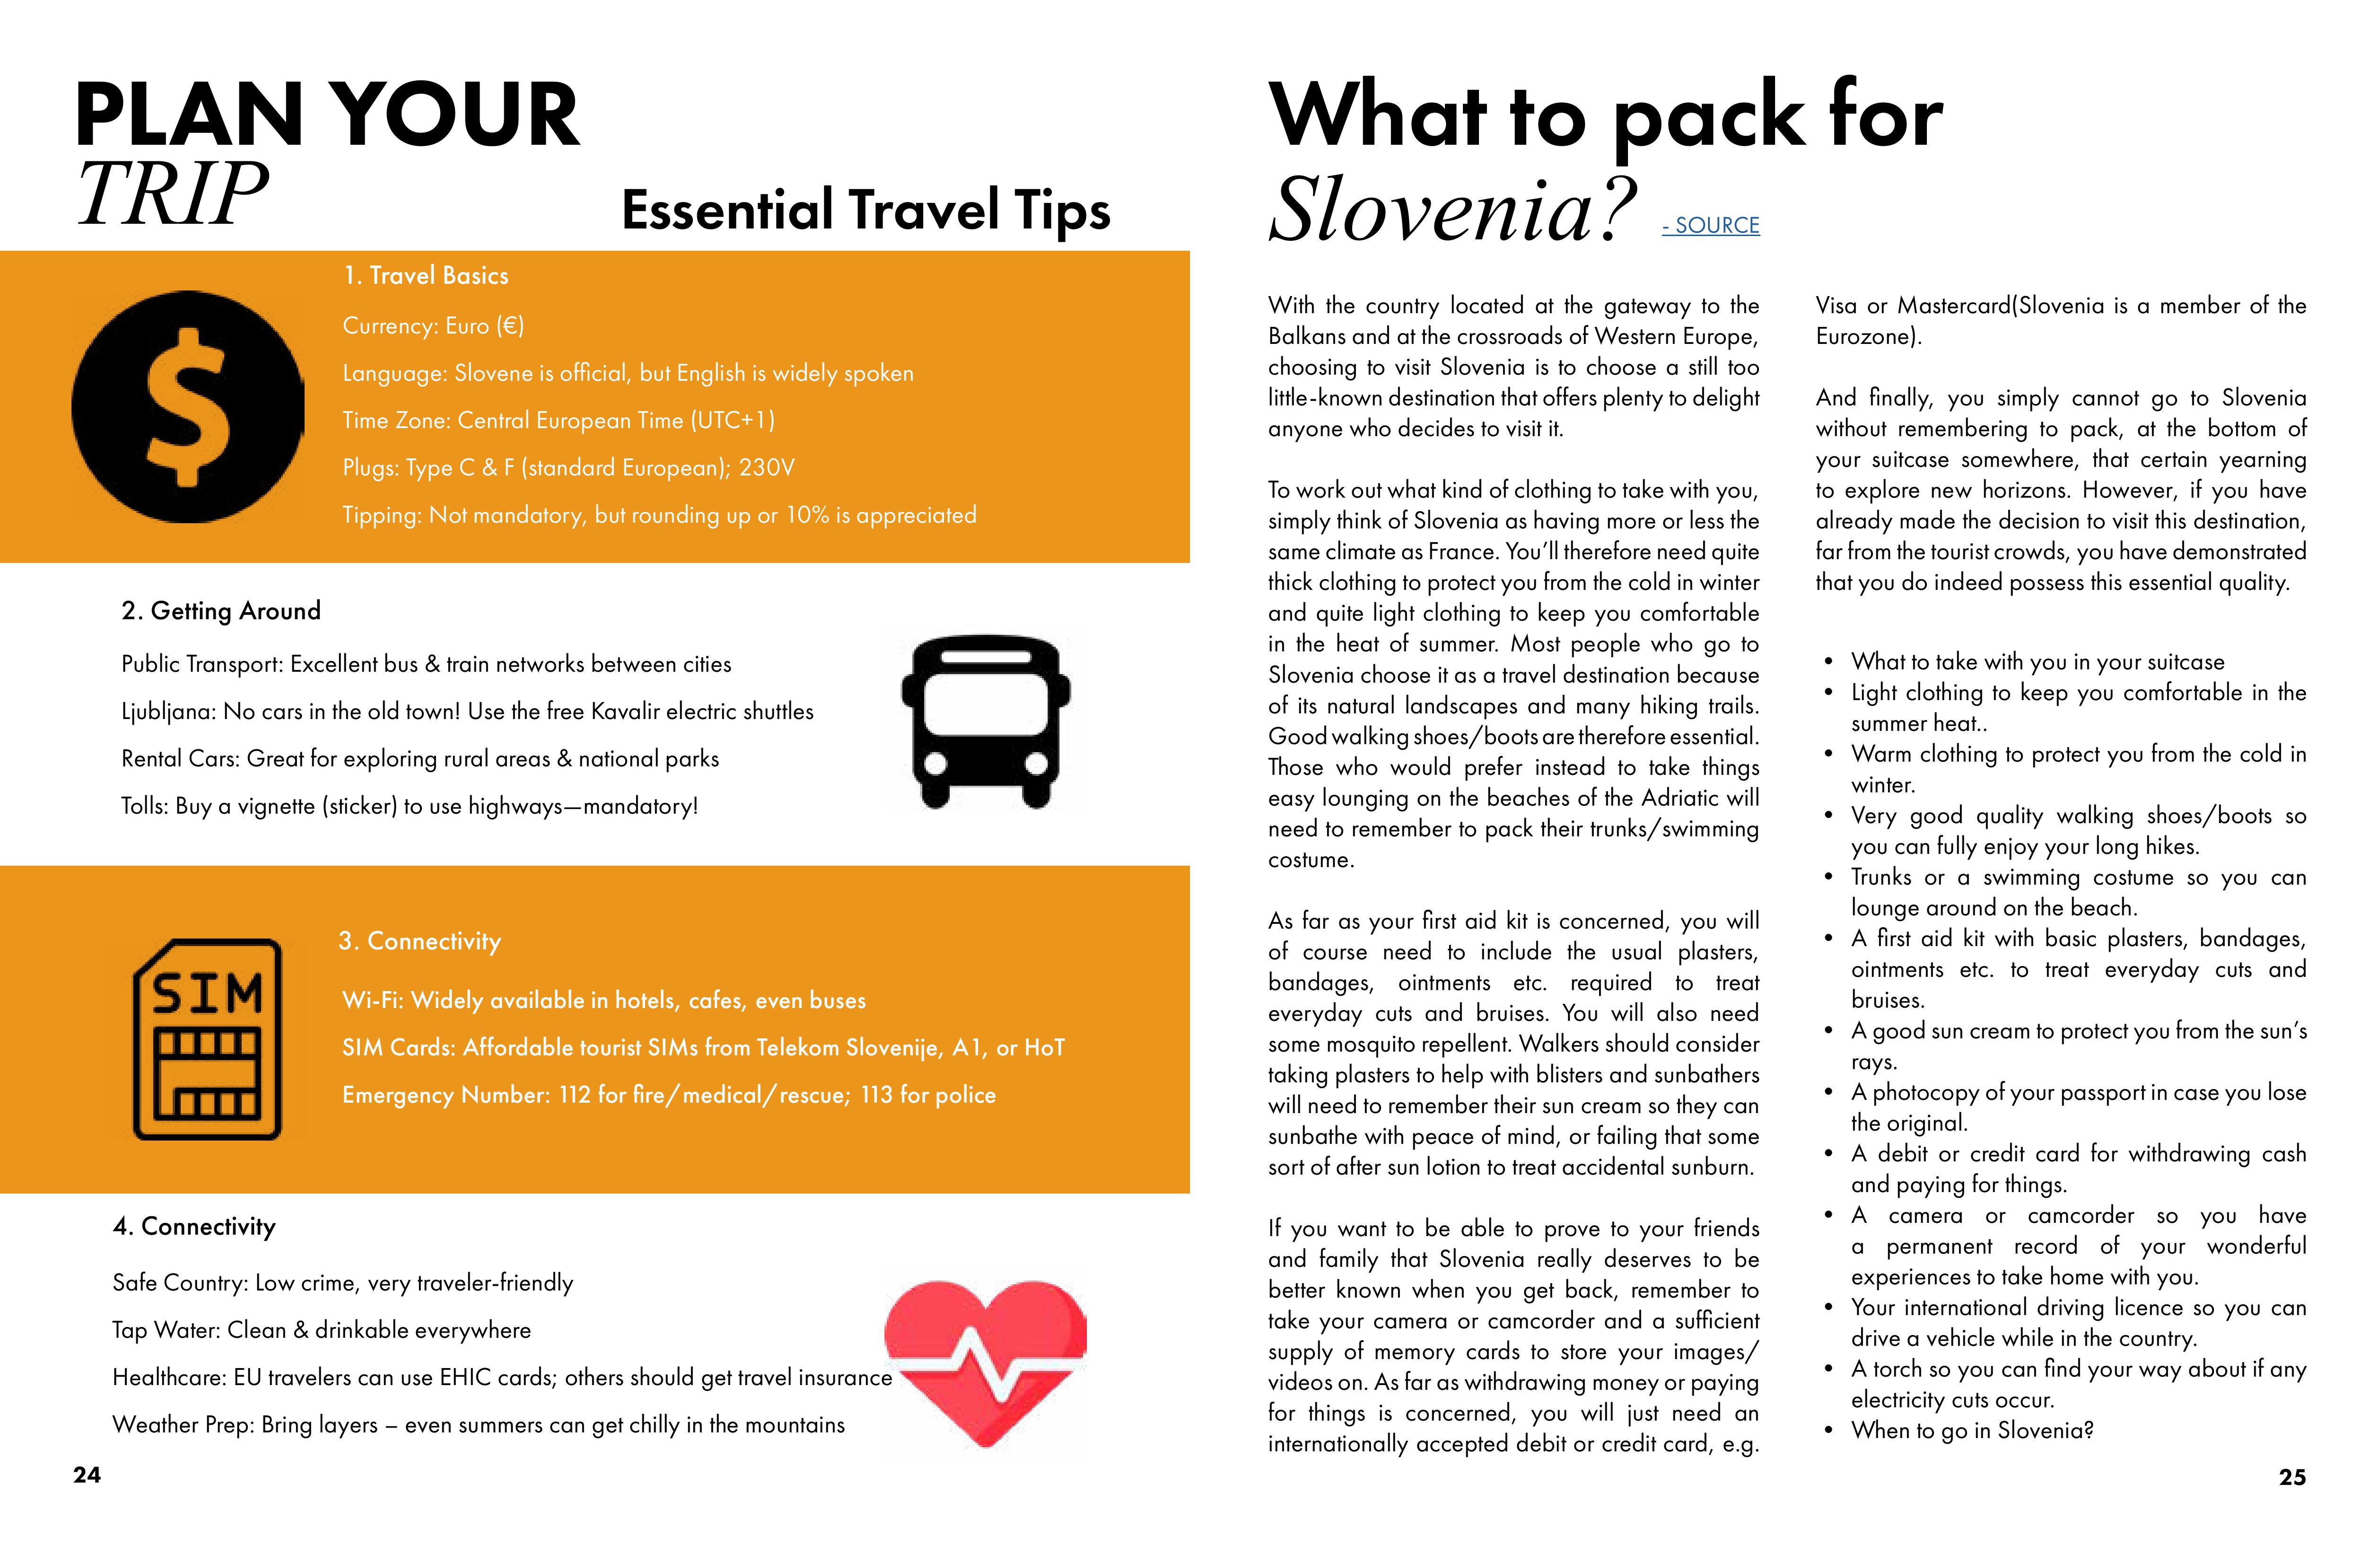 PLAN YOUR
TRIP
Essential Travel Tips
1. Travel Basics
Currency: Euro (€)
Language: Slovene is official, but English is widely spoken
Time Zone: Central European Time (UTC+1)
Plugs: Type C & F (standard European); 230V
Tipping: Not mandatory, but rounding up or 10% is appreciated
2. Getting Around
Public Transport: Excellent bus & train networks between cities
Ljubljana: No cars in the old town! Use the free Kavalir electric shuttles
Rental Cars: Great for exploring rural areas & national parks
Tolls: Buy a vignette (sticker) to use highways—mandatory!
SIM
3. Connectivity
Wi-Fi: Widely available in hotels, cafes, even buses
SIM Cards: Affordable tourist SIMs from Telekom Slovenije, A1, or HoT
Emergency Number: 112 for fire/medical/rescue; 113 for police
4. Connectivity
Safe Country: Low crime, very traveler-friendly
Tap Water: Clean & drinkable everywhere
Healthcare: EU travelers can use EHIC cards; others should get travel insurance
Weather Prep: Bring layers – even summers can get chilly in the mountains
24
What to pack for
Slovenia? - SOURCE
With the country located at the gateway to the
Balkans and at the crossroads of Western Europe,
choosing to visit Slovenia is to choose a still too
little-known destination that offers plenty to delight
anyone who decides to visit it.
To work out what kind of clothing to take with you,
simply think of Slovenia as having more or less the
same climate as France. You’ll therefore need quite
thick clothing to protect you from the cold in winter
and quite light clothing to keep you comfortable
in the heat of summer. Most people who go to
Slovenia choose it as a travel destination because
of its natural landscapes and many hiking trails.
Good walking shoes/boots are therefore essential.
Those who would prefer instead to take things
easy lounging on the beaches of the Adriatic will
need to remember to pack their trunks/swimming
costume.
As far as your first aid kit is concerned, you will
of course need to include the usual plasters,
bandages, ointments etc. required to treat
everyday cuts and bruises. You will also need
some mosquito repellent. Walkers should consider
taking plasters to help with blisters and sunbathers
will need to remember their sun cream so they can
sunbathe with peace of mind, or failing that some
sort of after sun lotion to treat accidental sunburn.
If you want to be able to prove to your friends
and family that Slovenia really deserves to be
better known when you get back, remember to
take your camera or camcorder and a sufficient
supply of memory cards to store your images/
videos on. As far as withdrawing money or paying
for things is concerned, you will just need an
internationally accepted debit or credit card, e.g.
Visa or Mastercard(Slovenia is a member of the
Eurozone).
And finally, you simply cannot go to Slovenia
without remembering to pack, at the bottom of
your suitcase somewhere, that certain yearning
to explore new horizons. However, if you have
already made the decision to visit this destination,
far from the tourist crowds, you have demonstrated
that you do indeed possess this essential quality.
• What to take with you in your suitcase
• Light clothing to keep you comfortable in the
summer heat..
• Warm clothing to protect you from the cold in
winter.
• Very good quality walking shoes/boots so
you can fully enjoy your long hikes.
• Trunks or a swimming costume so you can
lounge around on the beach.
• A first aid kit with basic plasters, bandages,
ointments etc. to treat everyday cuts and
bruises.
• A good sun cream to protect you from the sun’s
rays.
• A photocopy of your passport in case you lose
the original.
• A debit or credit card for withdrawing cash
and paying for things.
• A camera or camcorder so you have
a permanent record of your wonderful
experiences to take home with you.
• Your international driving licence so you can
drive a vehicle while in the country.
• A torch so you can find your way about if any
electricity cuts occur.
• When to go in Slovenia?
25